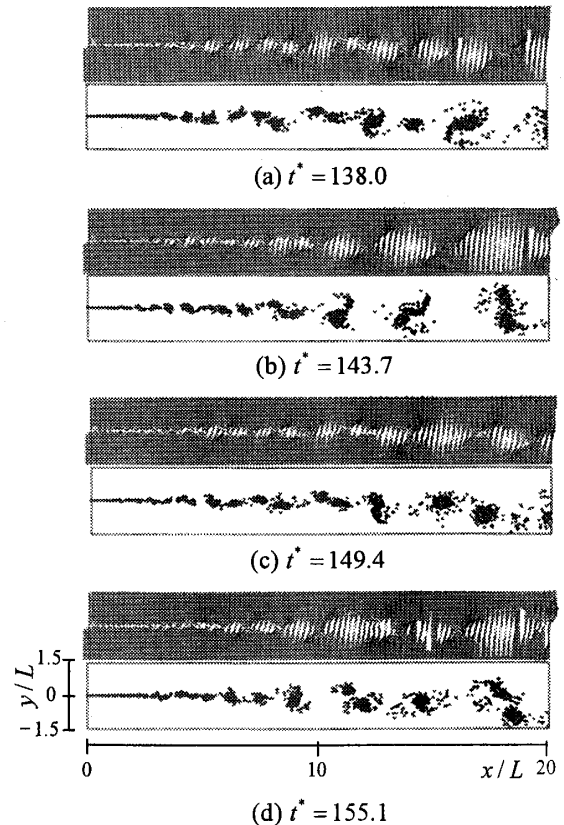 (a) t* = 138.0
(b) t* = 143.7
(c) t* = 149.4
1.5
y/L
0
−1.5
0
10
x/L
20
(d) t* = 155.1